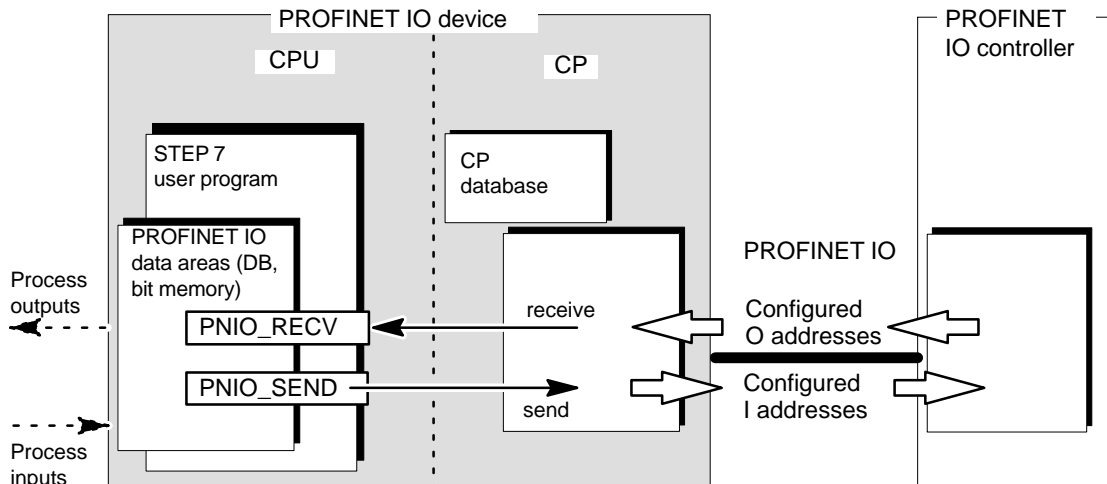 PROFINET IO device
PROFINET
IO controller
CPU
CP
STEP 7
user program
CP
database
PROFINET IO
data areas (DB,
bit memory)
PROFINET IO
Process
outputs
receive
Configured
O addresses
PNIO_RECV
PNIO_SEND
send
Configured
I addresses
Process
inputs